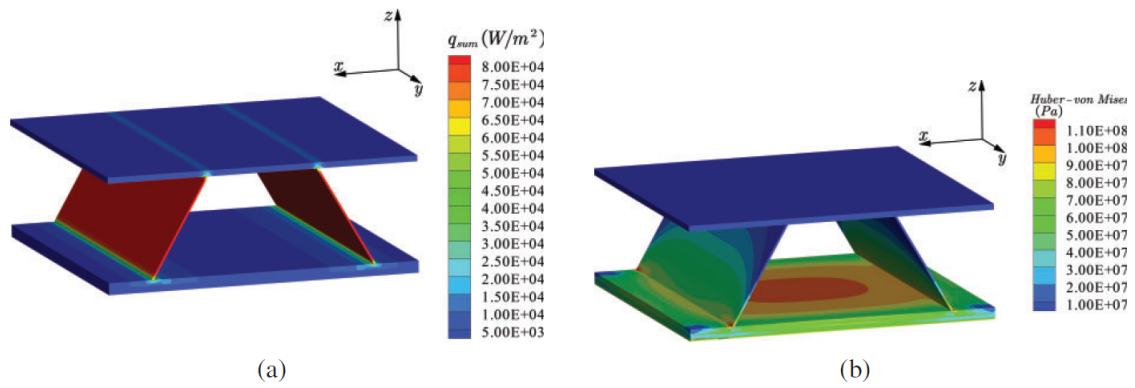 z
x
y
q_sum (W/m²)
8.00E+04
7.50E+04
7.00E+04
6.50E+04
6.00E+04
5.50E+04
5.00E+04
4.50E+04
4.00E+04
3.50E+04
3.00E+04
2.50E+04
2.00E+04
1.50E+04
1.00E+04
5.00E+03
(a)
z
x
y
Huber-von Mises
(Pa)
1.10E+08
1.00E+08
9.00E+07
8.00E+07
7.00E+07
6.00E+07
5.00E+07
4.00E+07
3.00E+07
2.00E+07
1.00E+07
(b)